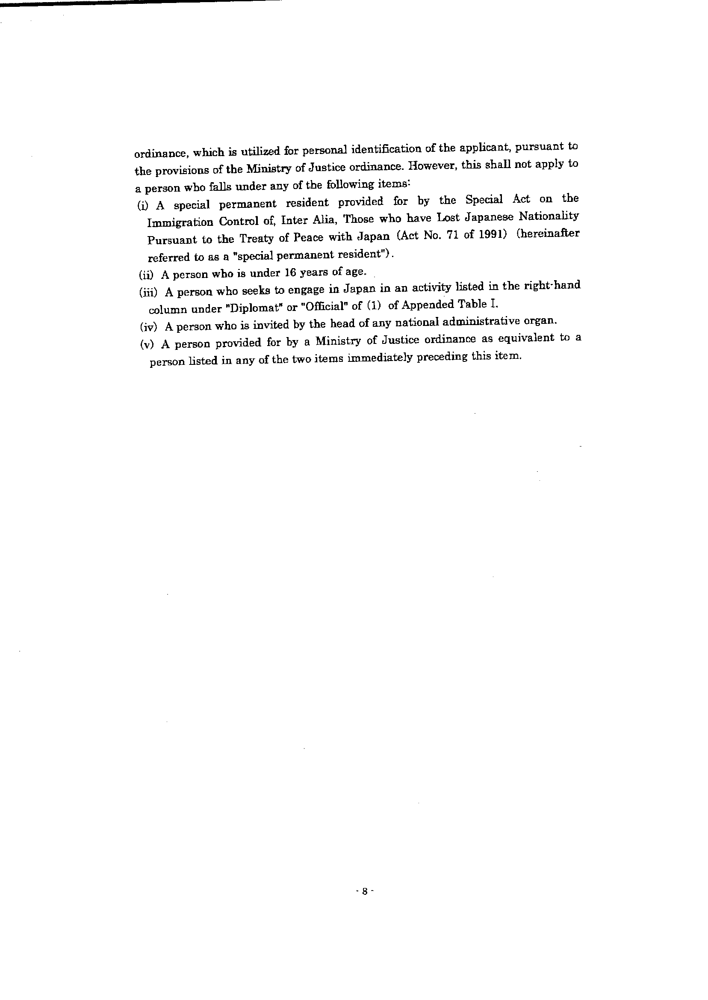 ordinance, which is utilized for personal identification of the applicant, pursuant to
the provisions of the Ministry of Justice ordinance. However, this shall not apply to
a person who falls under any of the following items:
(i) A special permanent resident provided for by the Special Act on the
Immigration Control of, Inter Alia, Those who have Lost Japanese Nationality
Pursuant to the Treaty of Peace with Japan (Act No. 71 of 1991) (hereinafter
referred to as a "special permanent resident").
(ii) A person who is under 16 years of age.
(iii) A person who seeks to engage in Japan in an activity listed in the right-hand
column under "Diplomat" or "Official" of (1) of Appended Table I.
(iv) A person who is invited by the head of any national administrative organ.
(v) A person provided for by a Ministry of Justice ordinance as equivalent to a
person listed in any of the two items immediately preceding this item.
- 8 -